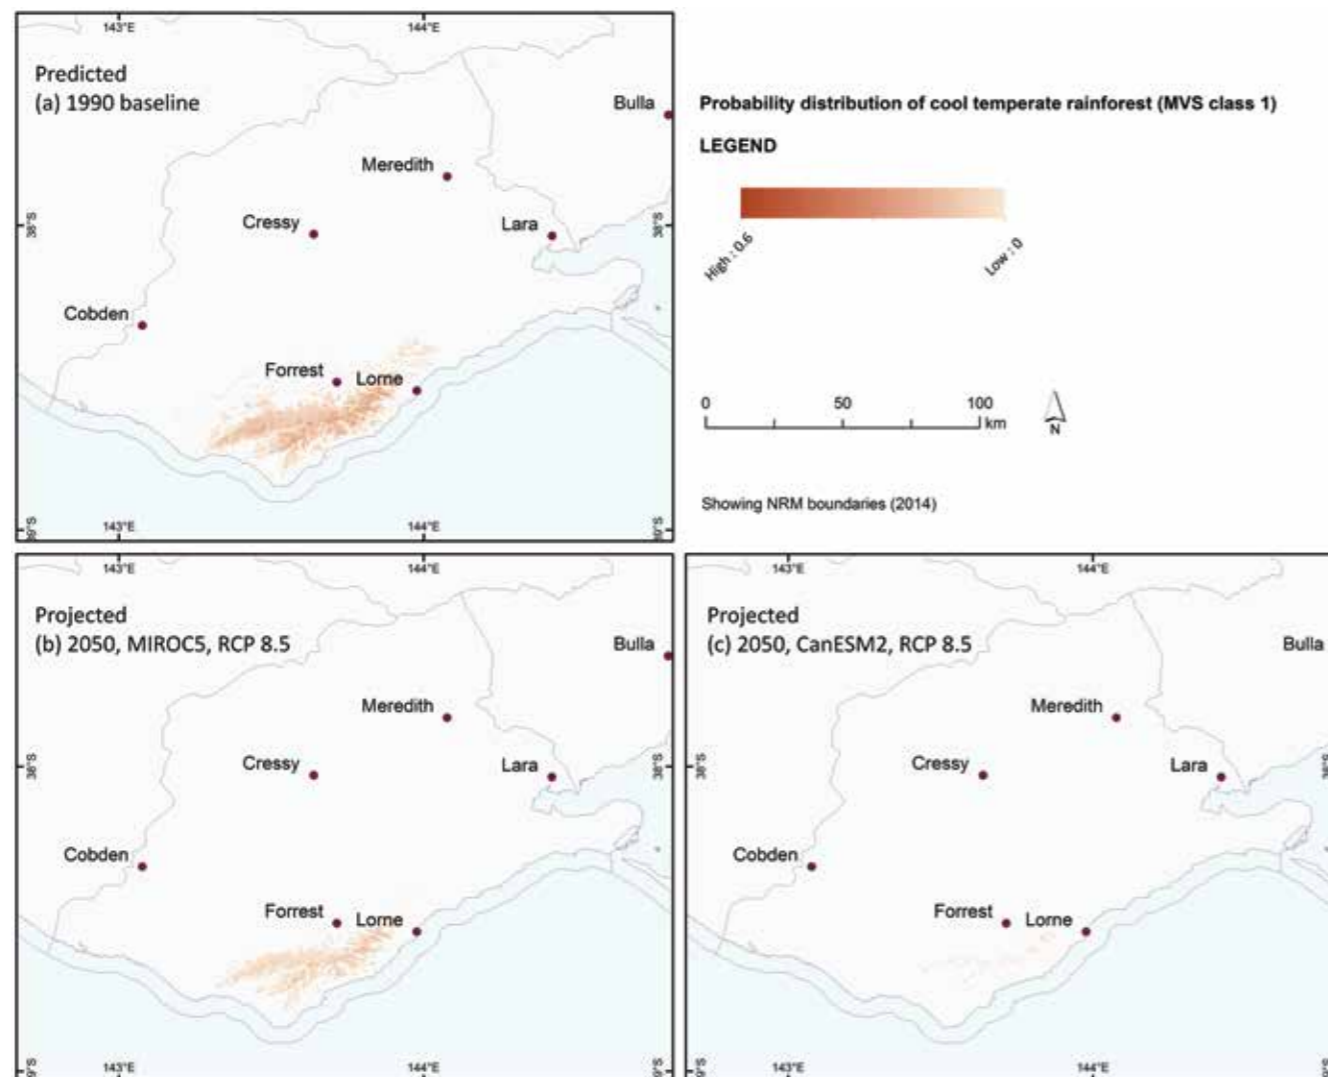 143°E
144°E
Predicted
(a) 1990 baseline
Bulla
Meredith
Cressy
Lara
38°S
38°S
Cobden
Forrest
Lorne
143°E
144°E
Probability distribution of cool temperate rainforest (MVS class 1)
LEGEND
High : 0.6
Low : 0
0
50
100
km
N
Showing NRM boundaries (2014)
143°E
144°E
Projected
(b) 2050, MIROC5, RCP 8.5
Bulla
Meredith
Cressy
Lara
38°S
38°S
Cobden
Forrest
Lorne
143°E
144°E
143°E
144°E
Projected
(c) 2050, CanESM2, RCP 8.5
Bulla
Meredith
Cressy
Lara
38°S
Cobden
Forrest
Lorne
143°E
144°E